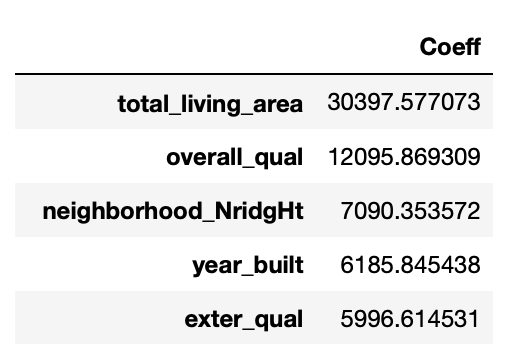 Coeff
total_living_area 30397.577073
overall_qual 12095.869309
neighborhood_NridgHt 7090.353572
year_built 6185.845438
exter_qual 5996.614531